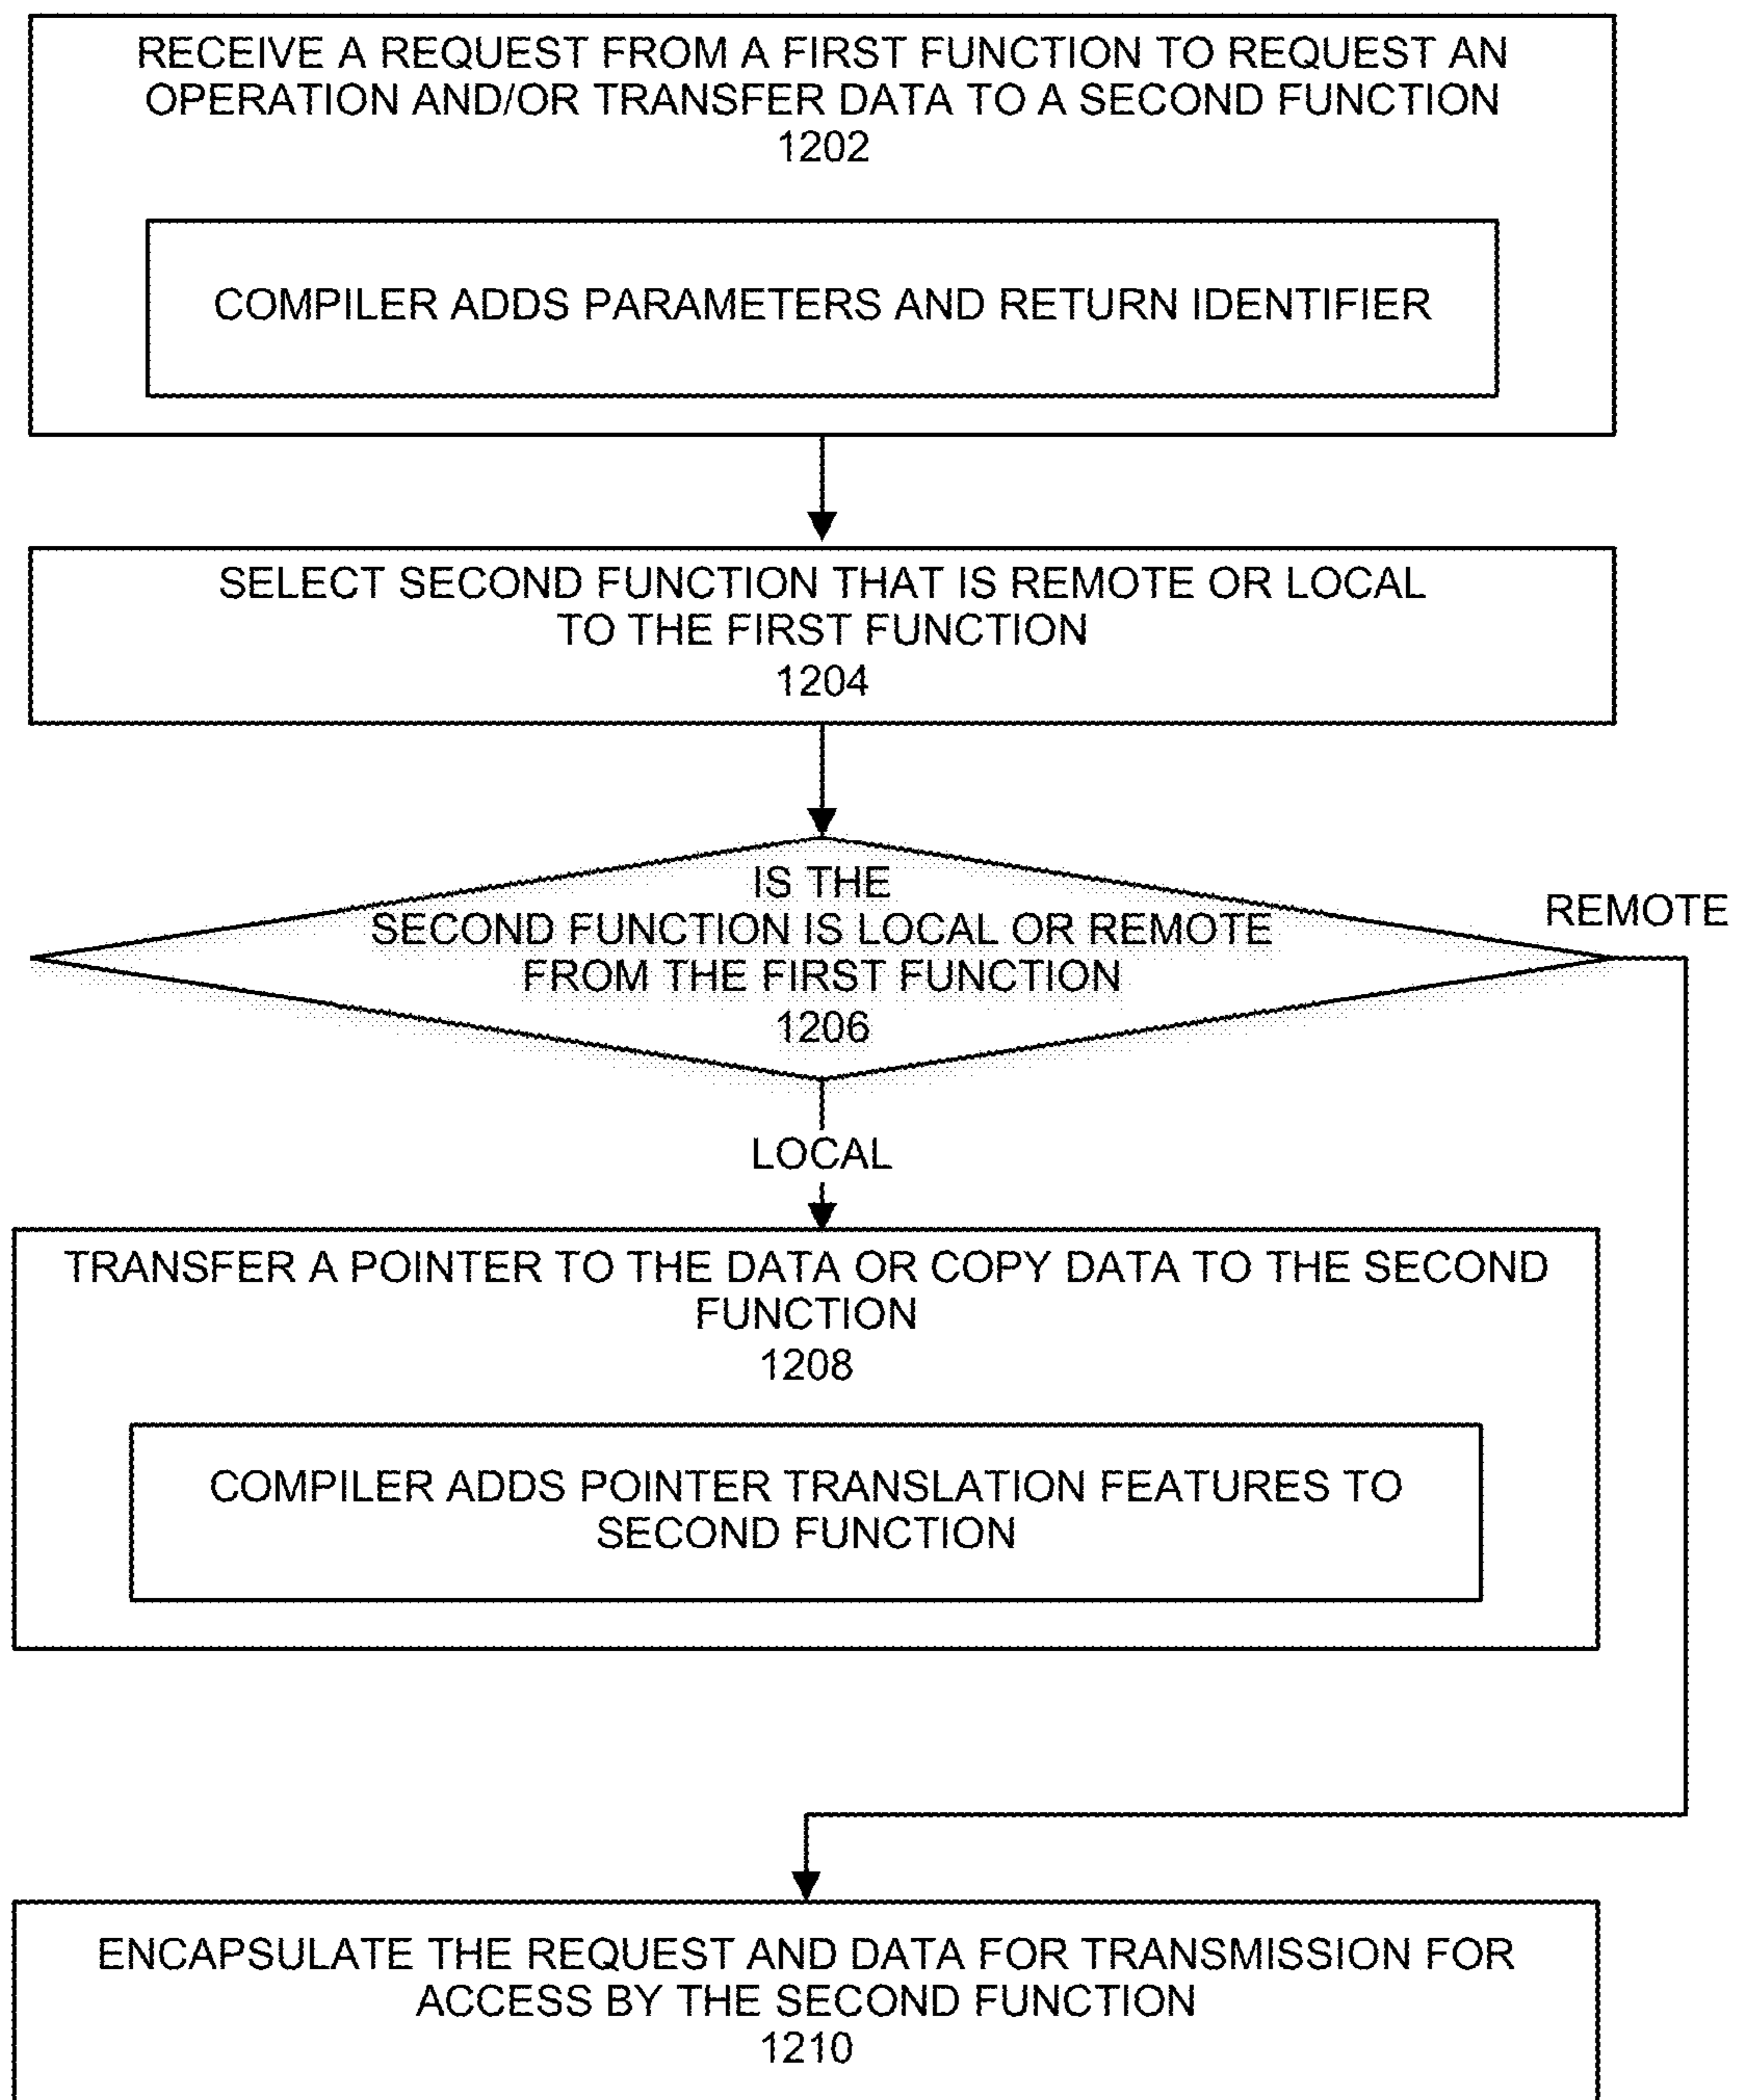 RECEIVE A REQUEST FROM A FIRST FUNCTION TO REQUEST AN
OPERATION AND/OR TRANSFER DATA TO A SECOND FUNCTION
1202
COMPILER ADDS PARAMETERS AND RETURN IDENTIFIER
SELECT SECOND FUNCTION THAT IS REMOTE OR LOCAL
TO THE FIRST FUNCTION
1204
IS THE
SECOND FUNCTION IS LOCAL OR REMOTE
FROM THE FIRST FUNCTION
1206
REMOTE
LOCAL
TRANSFER A POINTER TO THE DATA OR COPY DATA TO THE SECOND
FUNCTION
1208
COMPILER ADDS POINTER TRANSLATION FEATURES TO
SECOND FUNCTION
ENCAPSULATE THE REQUEST AND DATA FOR TRANSMISSION FOR
ACCESS BY THE SECOND FUNCTION
1210